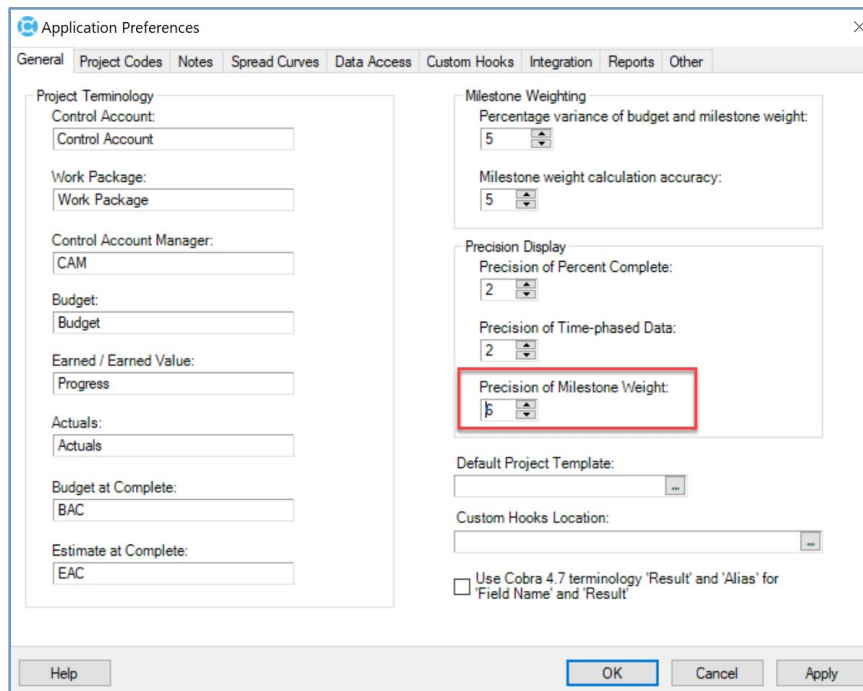 Application Preferences
General Project Codes Notes Spread Curves Data Access Custom Hooks Integration Reports Other
Project Terminology
Control Account:
Control Account
Work Package:
Work Package
Control Account Manager:
CAM
Budget:
Budget
Earned / Earned Value:
Progress
Actuals:
Actuals
Budget at Complete:
BAC
Estimate at Complete:
EAC
Milestone Weighting
Percentage variance of budget and milestone weight:
5
Milestone weight calculation accuracy:
5
Precision Display
Precision of Percent Complete:
2
Precision of Time-phased Data:
2
Precision of Milestone Weight:
6
Default Project Template:
...
Custom Hooks Location:
...
Use Cobra 4.7 terminology 'Result' and 'Alias' for
'Field Name' and 'Result'
Help OK Cancel Apply